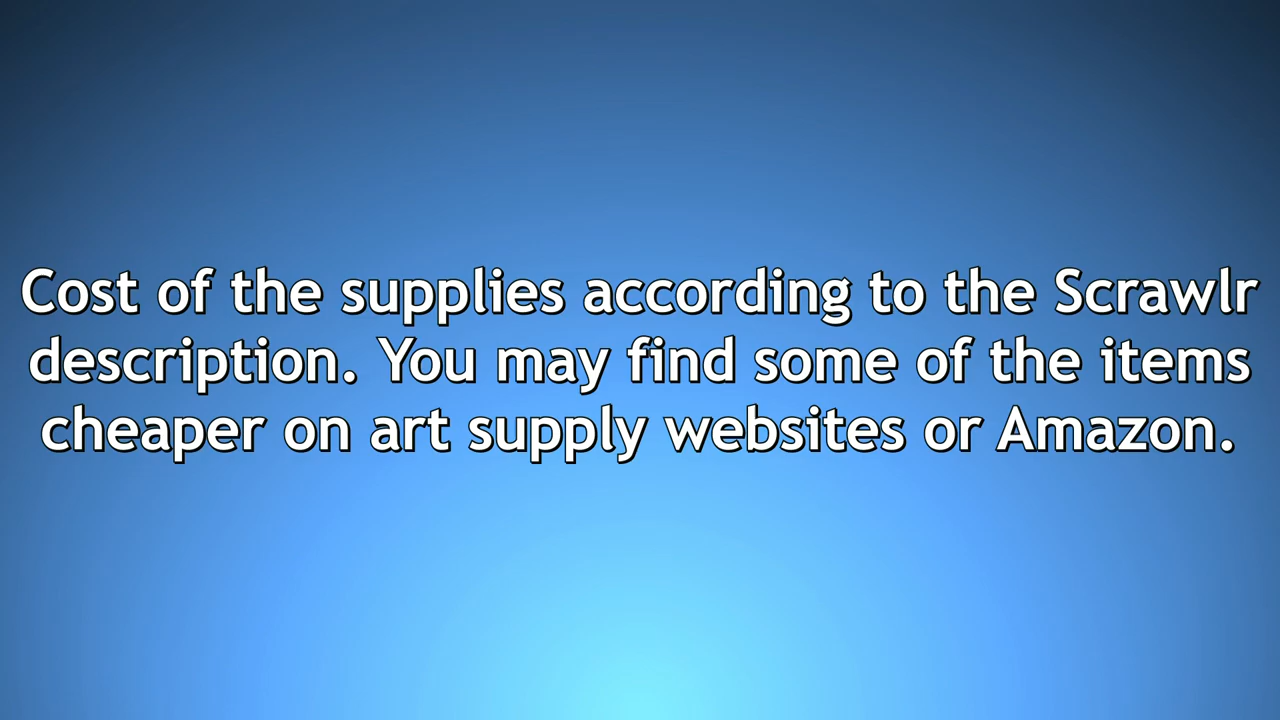 Cost of the supplies according to the Scrawlr
description. You may find some of the items
cheaper on art supply websites or Amazon.